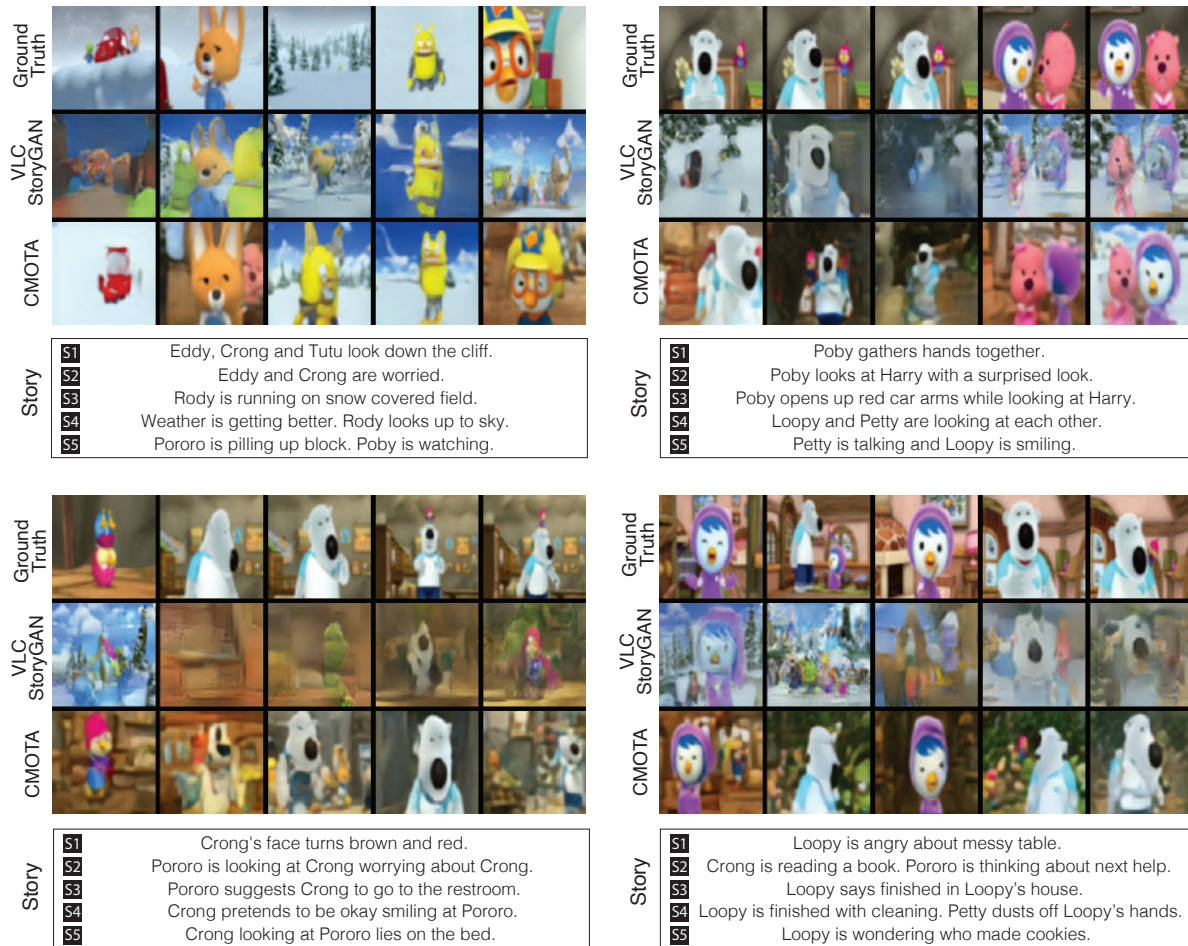 Ground
Truth
VLC
StoryGAN
CMOTA
Story
S1 Eddy, Crong and Tutu look down the cliff.
S2 Eddy and Crong are worried.
S3 Rody is running on snow covered field.
S4 Weather is getting better. Rody looks up to sky.
S5 Pororo is pilling up block. Poby is watching.
Ground
Truth
VLC
StoryGAN
CMOTA
Story
S1 Poby gathers hands together.
S2 Poby looks at Harry with a surprised look.
S3 Poby opens up red car arms while looking at Harry.
S4 Loopy and Petty are looking at each other.
S5 Petty is talking and Loopy is smiling.
Ground
Truth
VLC
StoryGAN
CMOTA
Story
S1 Crong's face turns brown and red.
S2 Pororo is looking at Crong worrying about Crong.
S3 Pororo suggests Crong to go to the restroom.
S4 Crong pretends to be okay smiling at Pororo.
S5 Crong looking at Pororo lies on the bed.
Ground
Truth
VLC
StoryGAN
CMOTA
Story
S1 Loopy is angry about messy table.
S2 Crong is reading a book. Pororo is thinking about next help.
S3 Loopy says finished in Loopy's house.
S4 Loopy is finished with cleaning. Petty dusts off Loopy's hands.
S5 Loopy is wondering who made cookies.